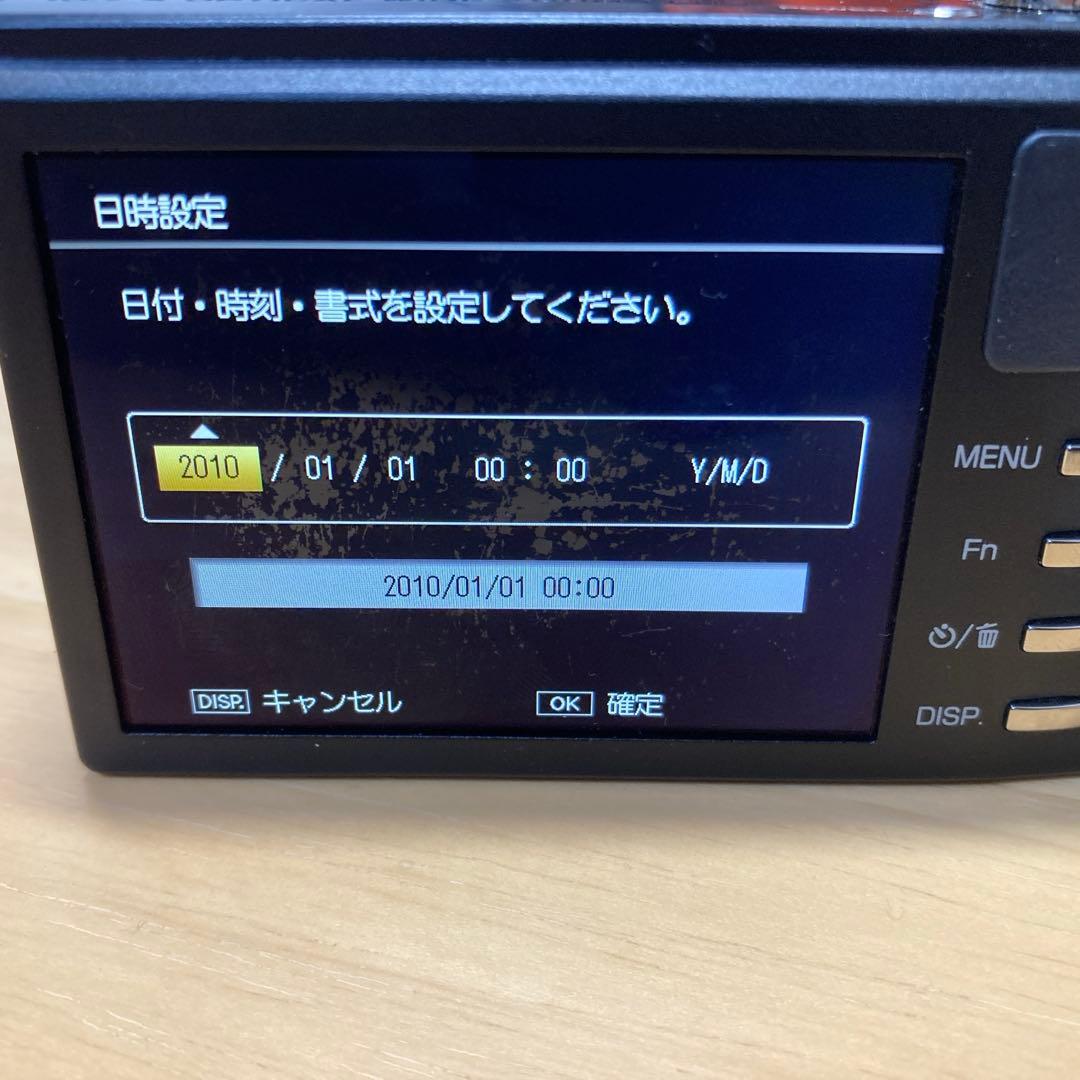 日時設定
日付・時刻・書式を設定してください。
2010 / 01 / 01 00 : 00 Y/M/D
2010/01/01 00:00
DISP. キャンセル OK 確定
MENU
Fn
DISP.